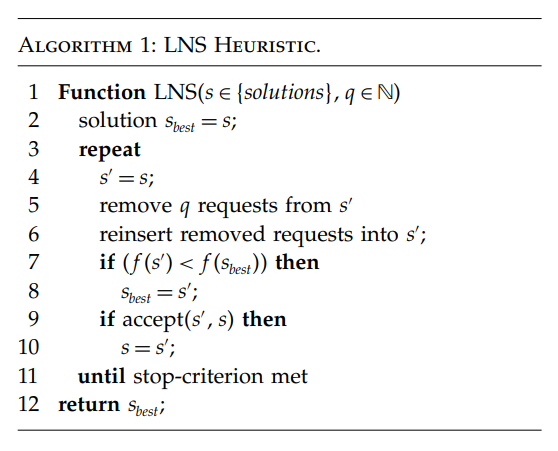 ALGORITHM 1: LNS HEURISTIC.
1 Function LNS(s ∈ {solutions}, q ∈ ℕ)
2 solution s_best = s;
3 repeat
4 s′ = s;
5 remove q requests from s′
6 reinsert removed requests into s′;
7 if (f(s′) < f(s_best)) then
8 s_best = s′;
9 if accept(s′, s) then
10 s = s′;
11 until stop-criterion met
12 return s_best;